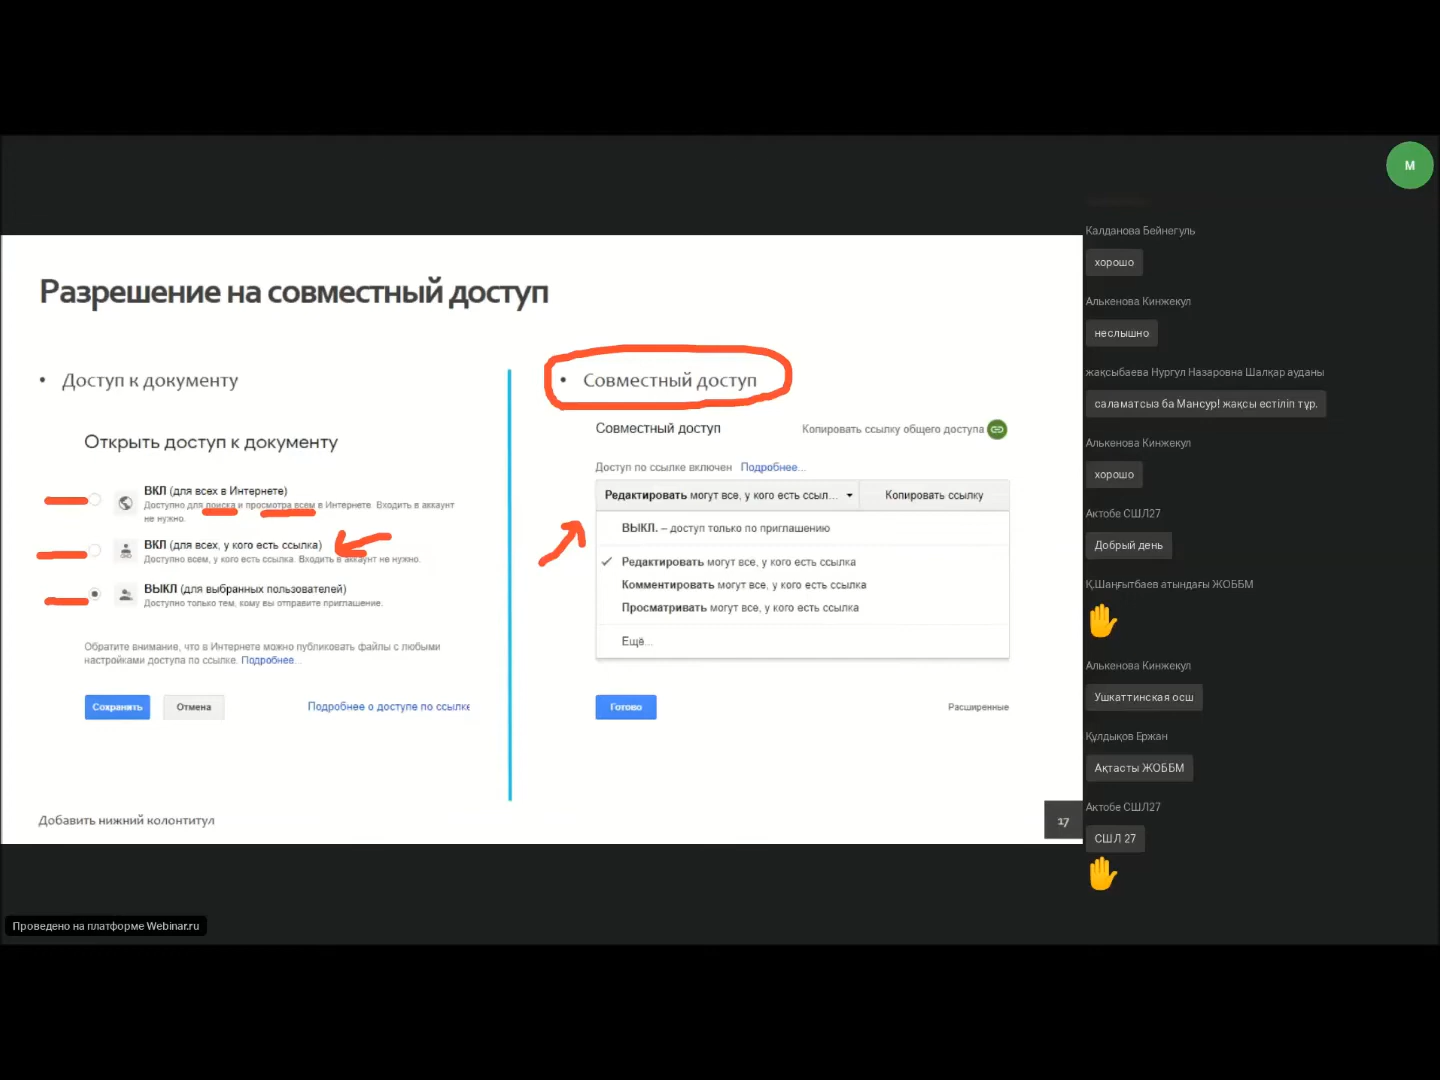 Разрешение на совместный доступ
• Доступ к документу
Открыть доступ к документу
ВКЛ (для всех в Интернете)
Доступно для поиска и просмотра всем в Интернете. Входить в аккаунт
не нужно.
ВКЛ (для всех, у кого есть ссылка)
Доступно всем, у кого есть ссылка. Входить в аккаунт не нужно.
ВЫКЛ (для выбранных пользователей)
Доступно только тем, кому вы отправите приглашение.
Обратите внимание, что в Интернете можно публиковать файлы с любыми
настройками доступа по ссылке. Подробнее...
Сохранить
Отмена
Подробнее о доступе по ссылке
• Совместный доступ
Совместный доступ
Копировать ссылку общего доступа
Доступ по ссылке включен Подробнее...
Редактировать могут все, у кого есть ссыл...
Копировать ссылку
ВЫКЛ. – доступ только по приглашению
Редактировать могут все, у кого есть ссылка
Комментировать могут все, у кого есть ссылка
Просматривать могут все, у кого есть ссылка
Ещё...
Готово
Расширенные
Добавить нижний колонтитул
17
Проведено на платформе Webinar.ru
М
Калданова Бейнегуль
хорошо
Алькенова Кинжекул
неслышно
жақсыбаева Нургул Назаровна Шалқар ауданы
саламатсыз ба Мансур! жақсы естіліп тұр.
Алькенова Кинжекул
хорошо
Актобе СШЛ27
Добрый день
Қ.Шаңғытбаев атындағы ЖОББМ
Алькенова Кинжекул
Ушкаттинская осш
Құлдықов Ержан
Ақтасты ЖОББМ
Актобе СШЛ27
СШЛ 27